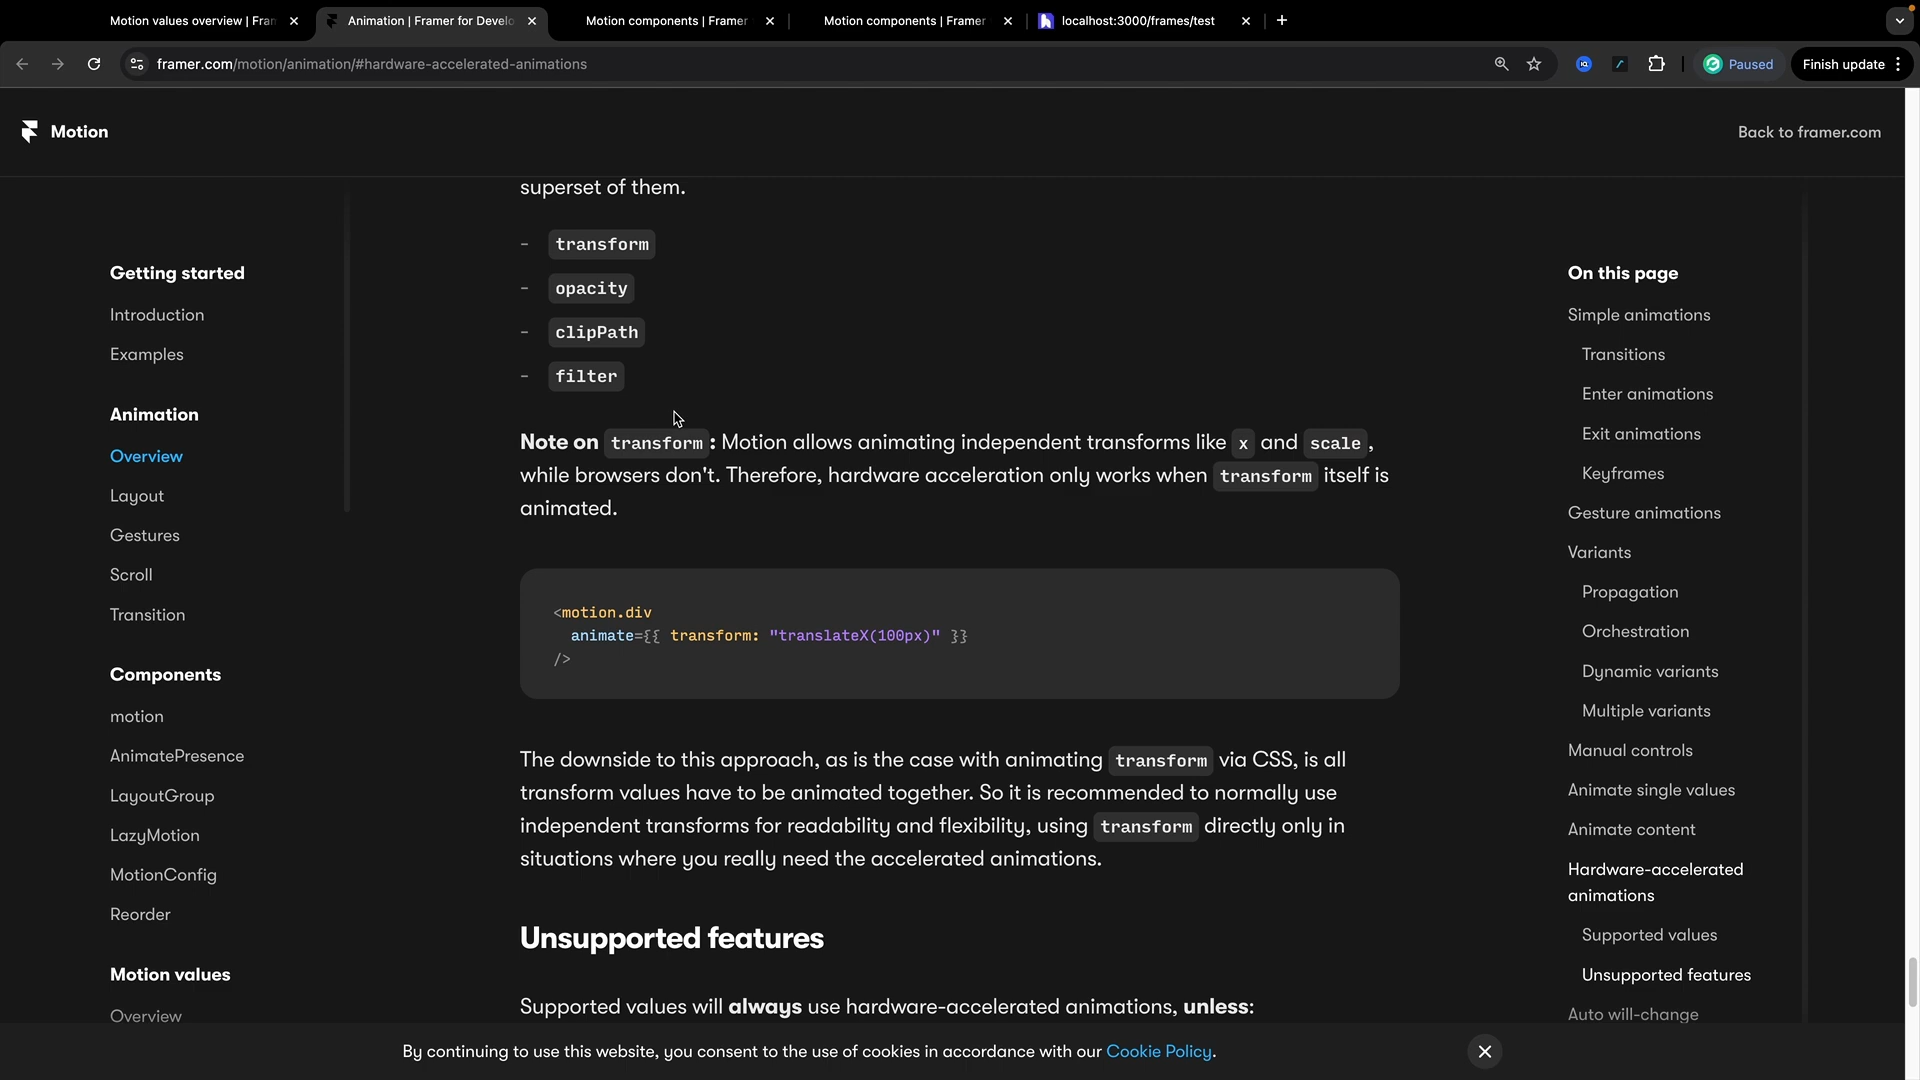 Motion values overview | Fran
Animation | Framer for Develo
Motion components | Framer
Motion components | Framer
localhost:3000/frames/test
framer.com/motion/animation/#hardware-accelerated-animations
Paused
Finish update
Motion
Back to framer.com
Getting started
Introduction
Examples
Animation
Overview
Layout
Gestures
Scroll
Transition
Components
motion
AnimatePresence
LayoutGroup
LazyMotion
MotionConfig
Reorder
Motion values
Overview
superset of them.
- transform
- opacity
- clipPath
- filter
Note on transform: Motion allows animating independent transforms like x and scale,
while browsers don't. Therefore, hardware acceleration only works when transform itself is
animated.
<motion.div
animate={{ transform: "translateX(100px)" }}
/>
The downside to this approach, as is the case with animating transform via CSS, is all
transform values have to be animated together. So it is recommended to normally use
independent transforms for readability and flexibility, using transform directly only in
situations where you really need the accelerated animations.
Unsupported features
Supported values will always use hardware-accelerated animations, unless:
On this page
Simple animations
Transitions
Enter animations
Exit animations
Keyframes
Gesture animations
Variants
Propagation
Orchestration
Dynamic variants
Multiple variants
Manual controls
Animate single values
Animate content
Hardware-accelerated
animations
Supported values
Unsupported features
Auto will-change
By continuing to use this website, you consent to the use of cookies in accordance with our Cookie Policy.